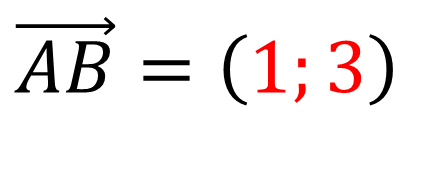 $\overrightarrow{AB} = (1; 3)$